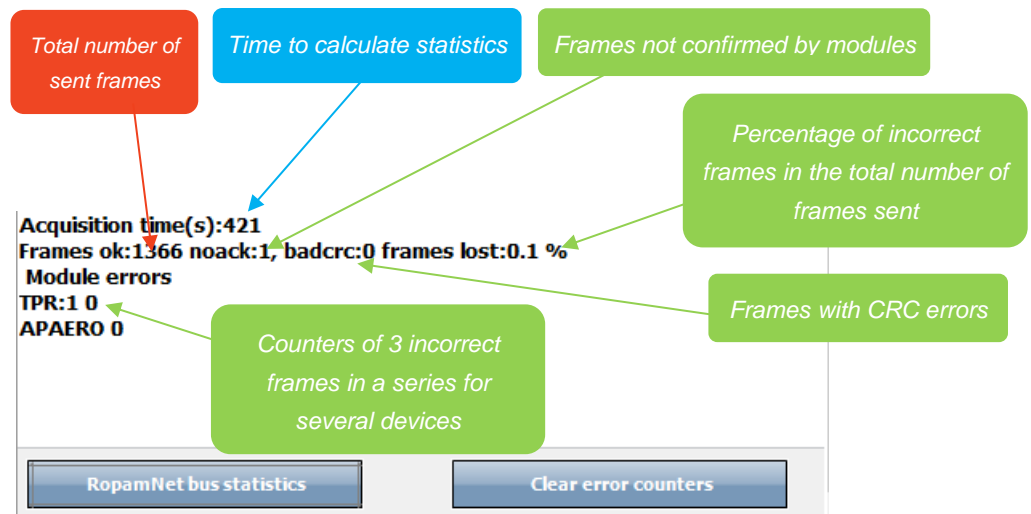 Total number of
sent frames
Time to calculate statistics
Frames not confirmed by modules
Percentage of incorrect
frames in the total number of
frames sent
Acquisition time(s):421
Frames ok:1366 noack:1, badcrc:0 frames lost:0.1 %
Module errors
TPR:1 0
APAERO 0
Frames with CRC errors
Counters of 3 incorrect
frames in a series for
several devices
RopamNet bus statistics
Clear error counters